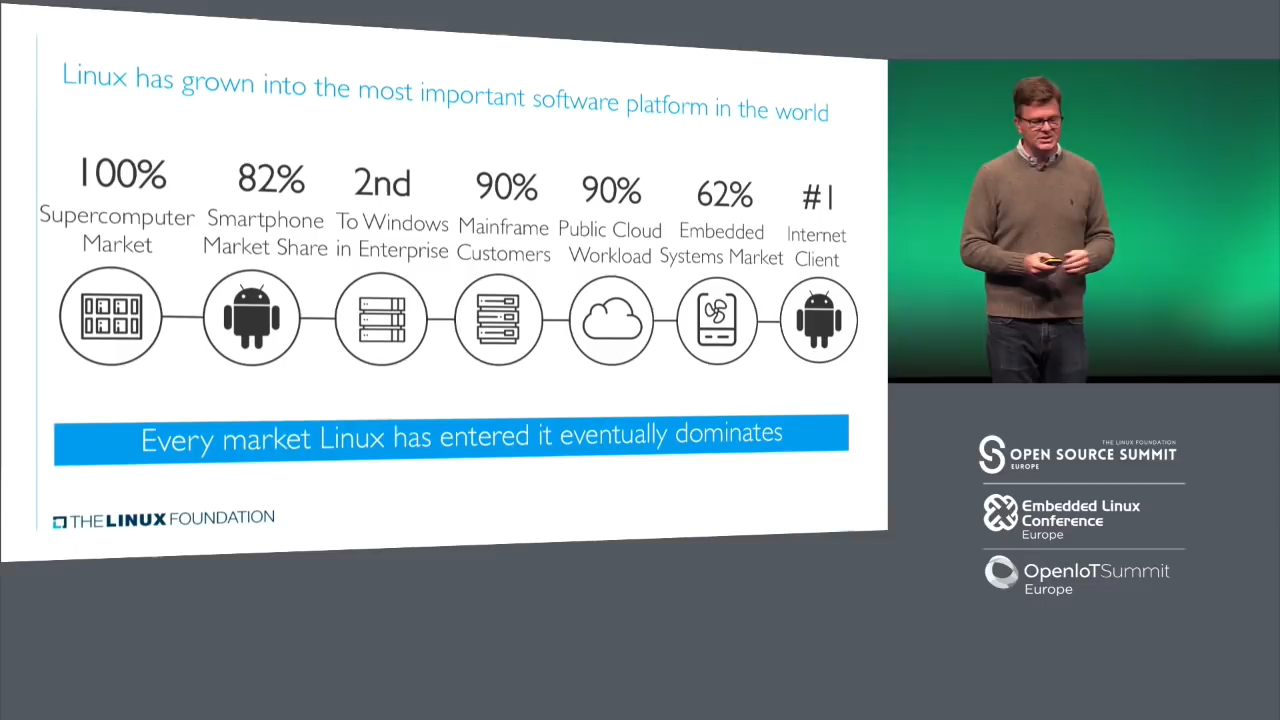 Linux has grown into the most important software platform in the world
100%
Supercomputer
Market
82%
Smartphone
Market Share
2nd
To Windows
in Enterprise
90%
Mainframe
Customers
90%
Public Cloud
Workload
62%
Embedded
Systems Market
#1
Internet
Client
Every market Linux has entered it eventually dominates
THE LINUX FOUNDATION
THE LINUX FOUNDATION
OPEN SOURCE SUMMIT
EUROPE
Embedded Linux
Conference
Europe
OpenIoTSummit
Europe